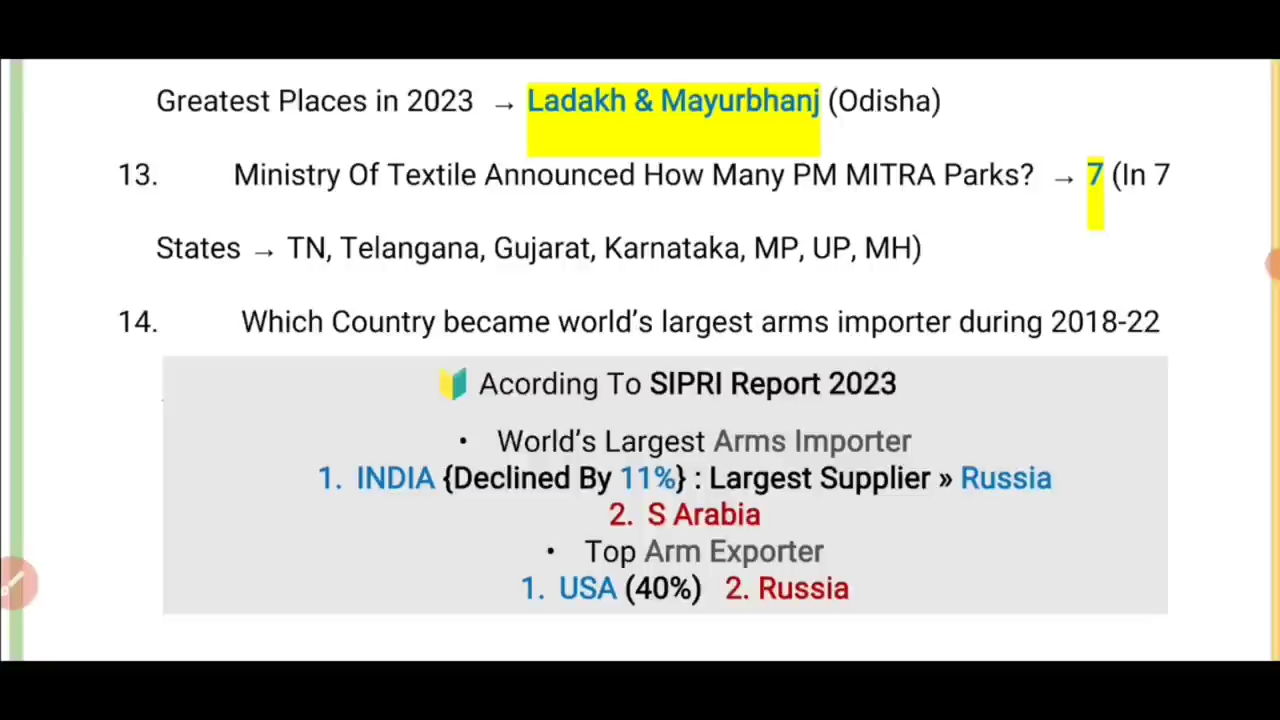 Greatest Places in 2023 → Ladakh & Mayurbhanj (Odisha)
13. Ministry Of Textile Announced How Many PM MITRA Parks? → 7 (In 7
States → TN, Telangana, Gujarat, Karnataka, MP, UP, MH)
14. Which Country became world's largest arms importer during 2018-22
🔰 Acording To SIPRI Report 2023
• World's Largest Arms Importer
1. INDIA {Declined By 11%} : Largest Supplier » Russia
2. S Arabia
• Top Arm Exporter
1. USA (40%) 2. Russia